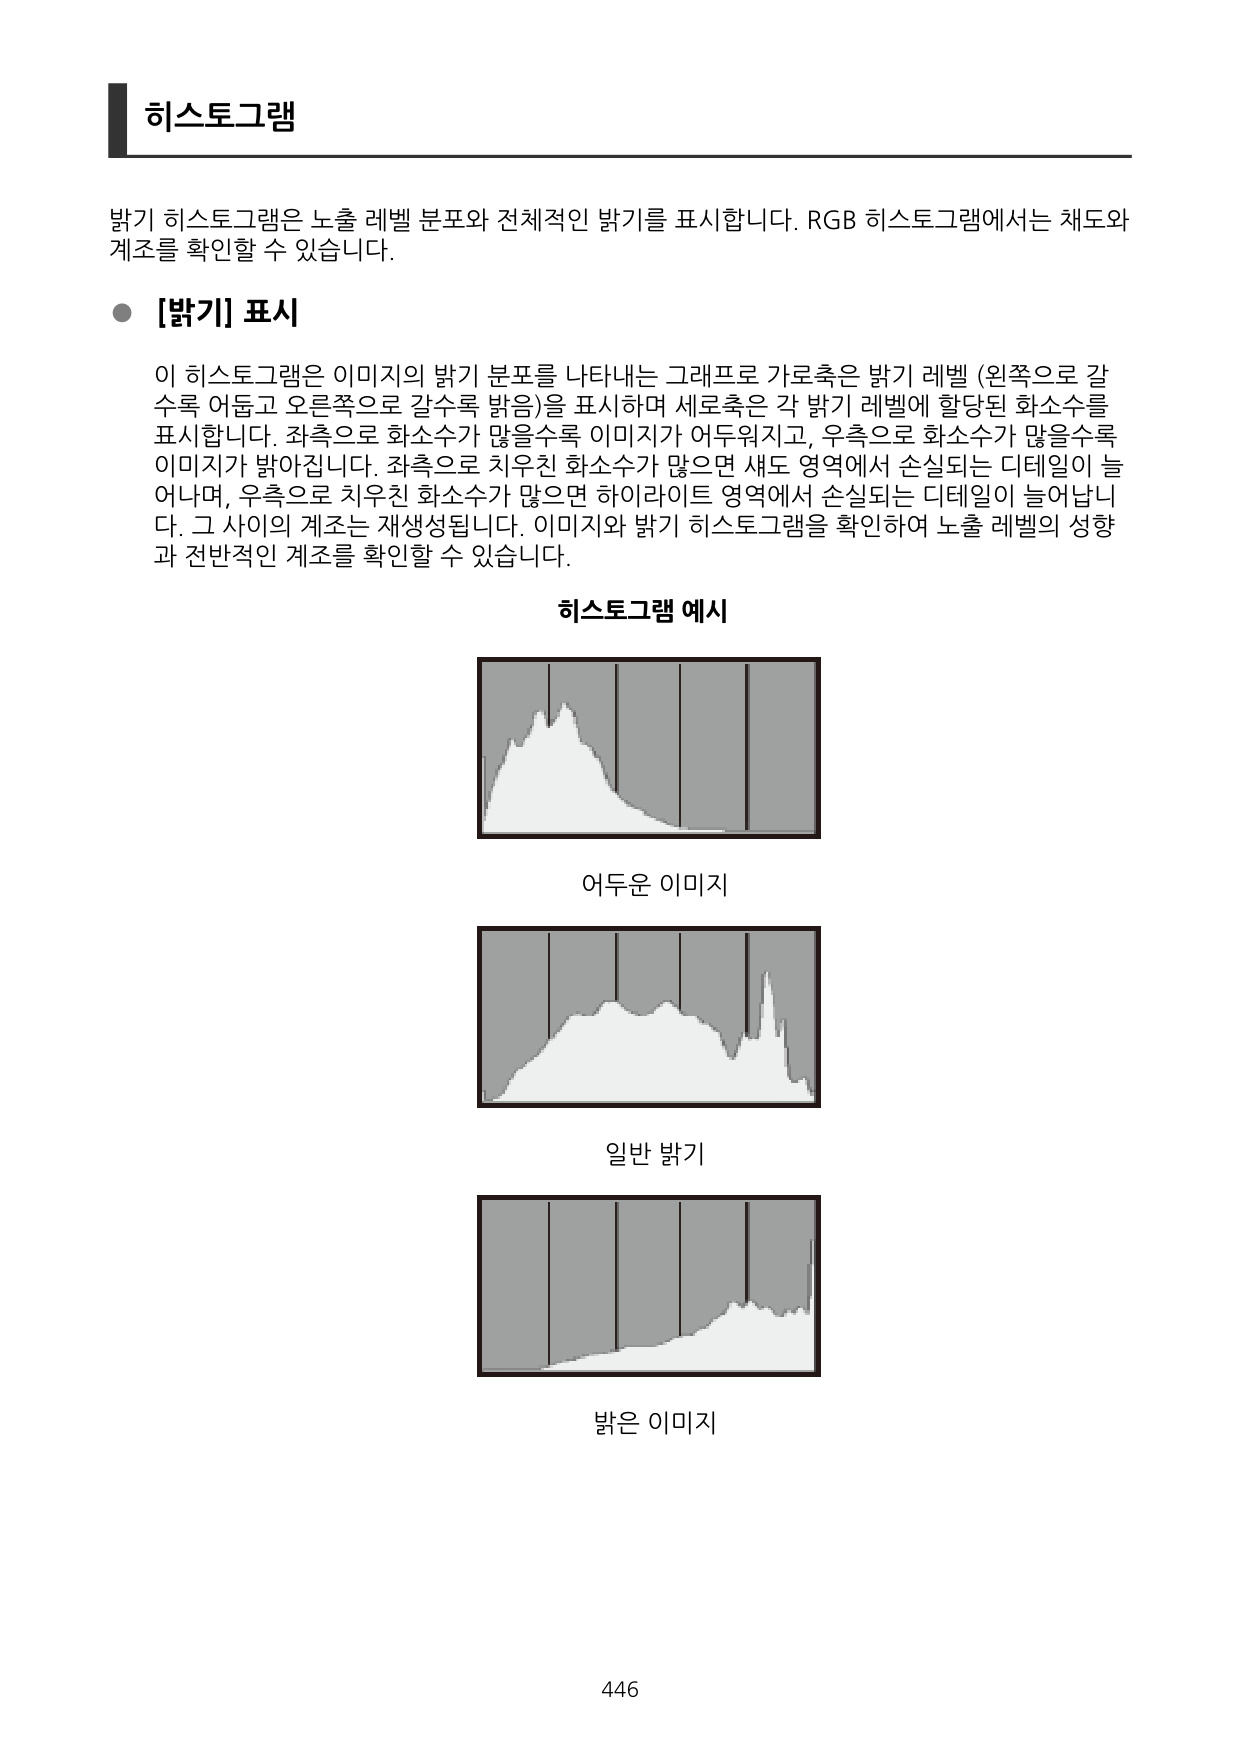 히스토그램
밝기 히스토그램은 노출 레벨 분포와 전체적인 밝기를 표시합니다. RGB 히스토그램에서는 채도와
계조를 확인할 수 있습니다.
● [밝기] 표시
이 히스토그램은 이미지의 밝기 분포를 나타내는 그래프로 가로축은 밝기 레벨 (왼쪽으로 갈
수록 어둡고 오른쪽으로 갈수록 밝음)을 표시하며 세로축은 각 밝기 레벨에 할당된 화소수를
표시합니다. 좌측으로 화소수가 많을수록 이미지가 어두워지고, 우측으로 화소수가 많을수록
이미지가 밝아집니다. 좌측으로 치우친 화소수가 많으면 섀도 영역에서 손실되는 디테일이 늘
어나며, 우측으로 치우친 화소수가 많으면 하이라이트 영역에서 손실되는 디테일이 늘어납니
다. 그 사이의 계조는 재생성됩니다. 이미지와 밝기 히스토그램을 확인하여 노출 레벨의 성향
과 전반적인 계조를 확인할 수 있습니다.
히스토그램 예시
어두운 이미지
일반 밝기
밝은 이미지
446